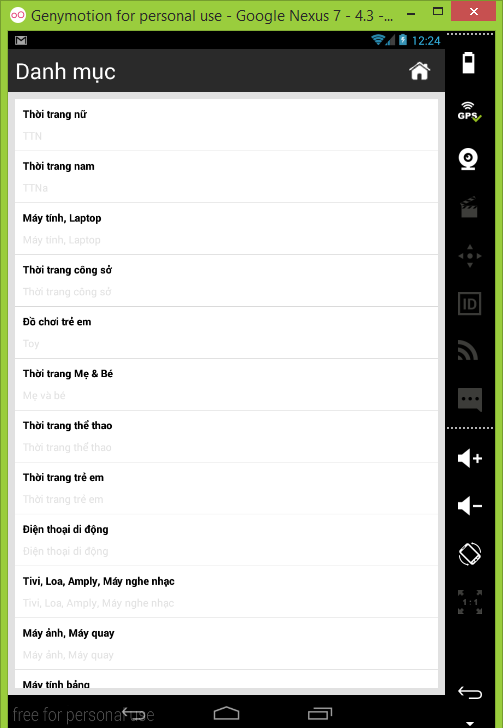 Genymotion for personal use - Google Nexus 7 - 4.3 -...
12:24
Danh mục
GPS
Thời trang nữ
TTN
Thời trang nam
TTNa
Máy tính, Laptop
Máy tính, Laptop
Thời trang công sở
Thời trang công sở
ID
Đồ chơi trẻ em
Toy
Thời trang Mẹ & Bé
Mẹ và bé
Thời trang thể thao
Thời trang thể thao
Thời trang trẻ em
Thời trang trẻ em
Điện thoại di động
Điện thoại di động
Tivi, Loa, Amply, Máy nghe nhạc
Tivi, Loa, Amply, Máy nghe nhạc
1:1
Máy ảnh, Máy quay
Máy ảnh, Máy quay
Máy tính bảng
free for personal use